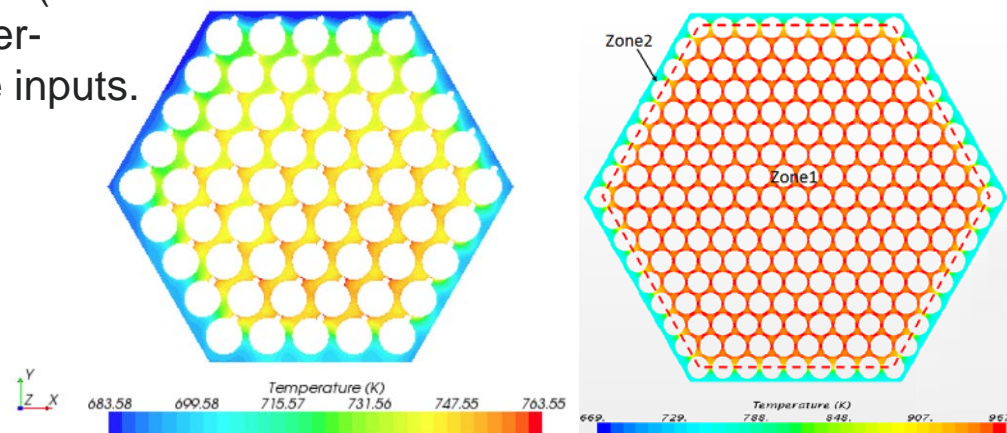 er-
e inputs.
Zone2
Zone1
Y
Z X
Temperature (K)
683.58 699.58 715.57 731.56 747.55 763.55
Temperature (K)
669. 729. 788. 848. 907.